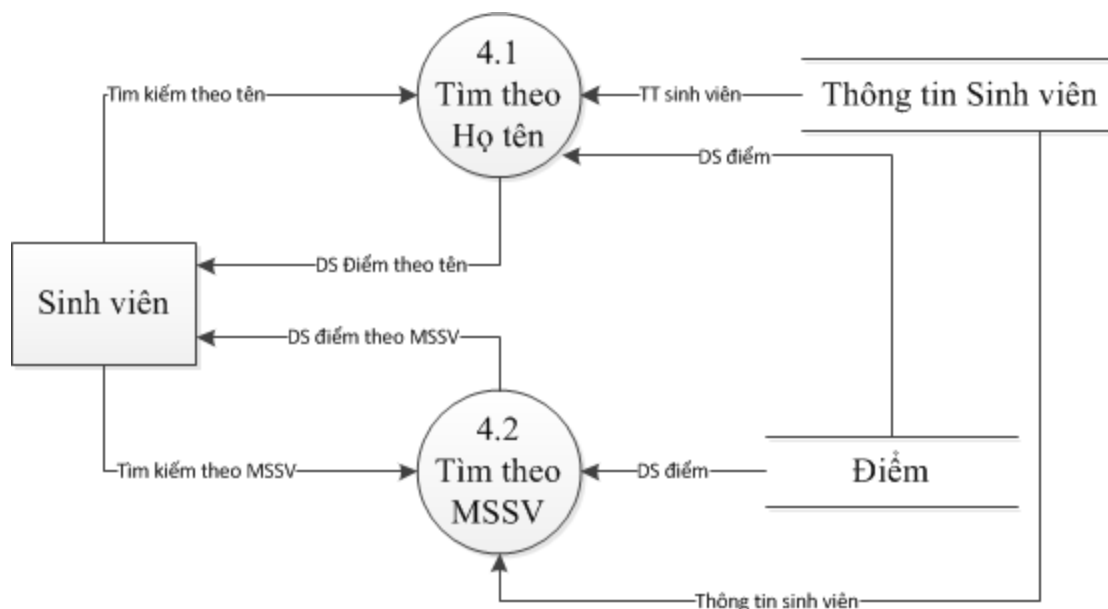 4.1
Tìm theo
Họ tên
Tìm kiếm theo tên
TT sinh viên
Thông tin Sinh viên
DS điểm
DS Điểm theo tên
Sinh viên
DS điểm theo MSSV
4.2
Tìm theo
MSSV
Tìm kiếm theo MSSV
DS điểm
Điểm
Thông tin sinh viên